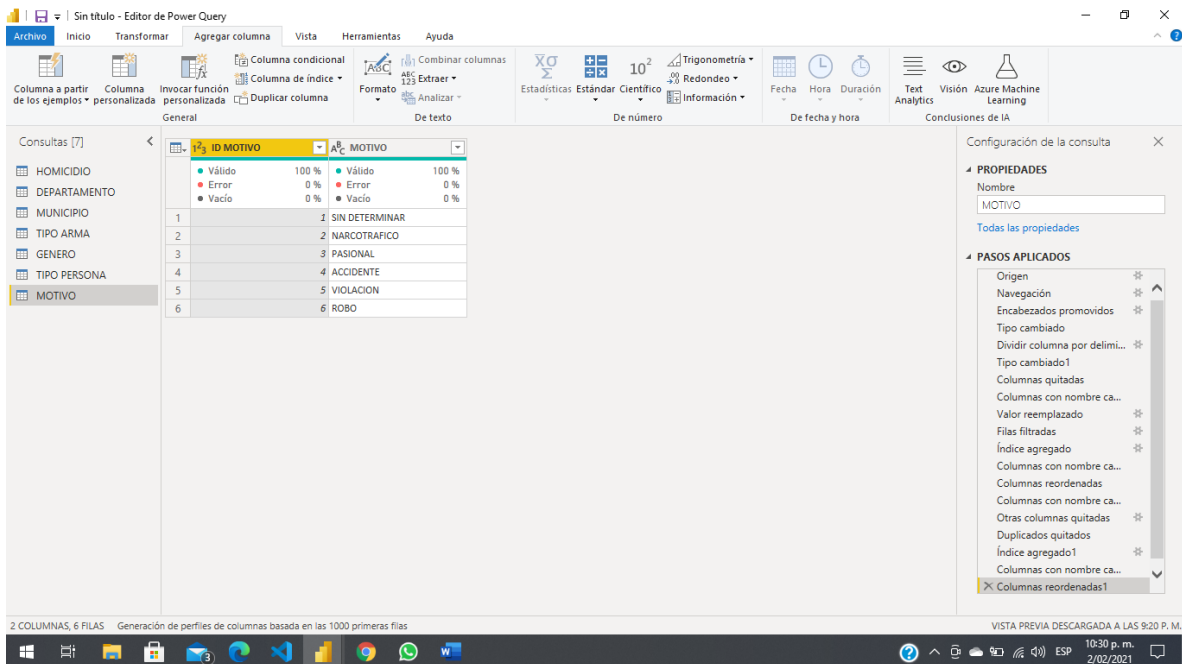 Sin título - Editor de Power Query
Archivo Inicio Transformar Agregar columna Vista Herramientas Ayuda
Columna a partir de los ejemplos
Columna personalizada
Invocar función personalizada
Columna condicional
Columna de índice
Duplicar columna
General
ABC
Formato
Combinar columnas
ABC 123 Extraer
abc Analizar
De texto
XΣσ
Estadísticas
Estándar
10²
Científico
Trigonometría
.00 Redondeo
Información
De número
Fecha
Hora
Duración
De fecha y hora
Text Analytics
Visión
Azure Machine Learning
Conclusiones de IA
Consultas [7]
HOMICIDIO
DEPARTAMENTO
MUNICIPIO
TIPO ARMA
GENERO
TIPO PERSONA
MOTIVO
1²3 ID MOTIVO ABC MOTIVO
Válido 100 % Válido 100 %
Error 0 % Error 0 %
Vacío 0 % Vacío 0 %
1 1 SIN DETERMINAR
2 2 NARCOTRAFICO
3 3 PASIONAL
4 4 ACCIDENTE
5 5 VIOLACION
6 6 ROBO
Configuración de la consulta
PROPIEDADES
Nombre
MOTIVO
Todas las propiedades
PASOS APLICADOS
Origen
Navegación
Encabezados promovidos
Tipo cambiado
Dividir columna por delimi...
Tipo cambiado1
Columnas quitadas
Columnas con nombre ca...
Valor reemplazado
Filas filtradas
Índice agregado
Columnas con nombre ca...
Columnas reordenadas
Columnas con nombre ca...
Otras columnas quitadas
Duplicados quitados
Índice agregado1
Columnas con nombre ca...
Columnas reordenadas1
2 COLUMNAS, 6 FILAS Generación de perfiles de columnas basada en las 1000 primeras filas
VISTA PREVIA DESCARGADA A LAS 9:20 P. M.
3
W
ESP
10:30 p. m.
2/02/2021